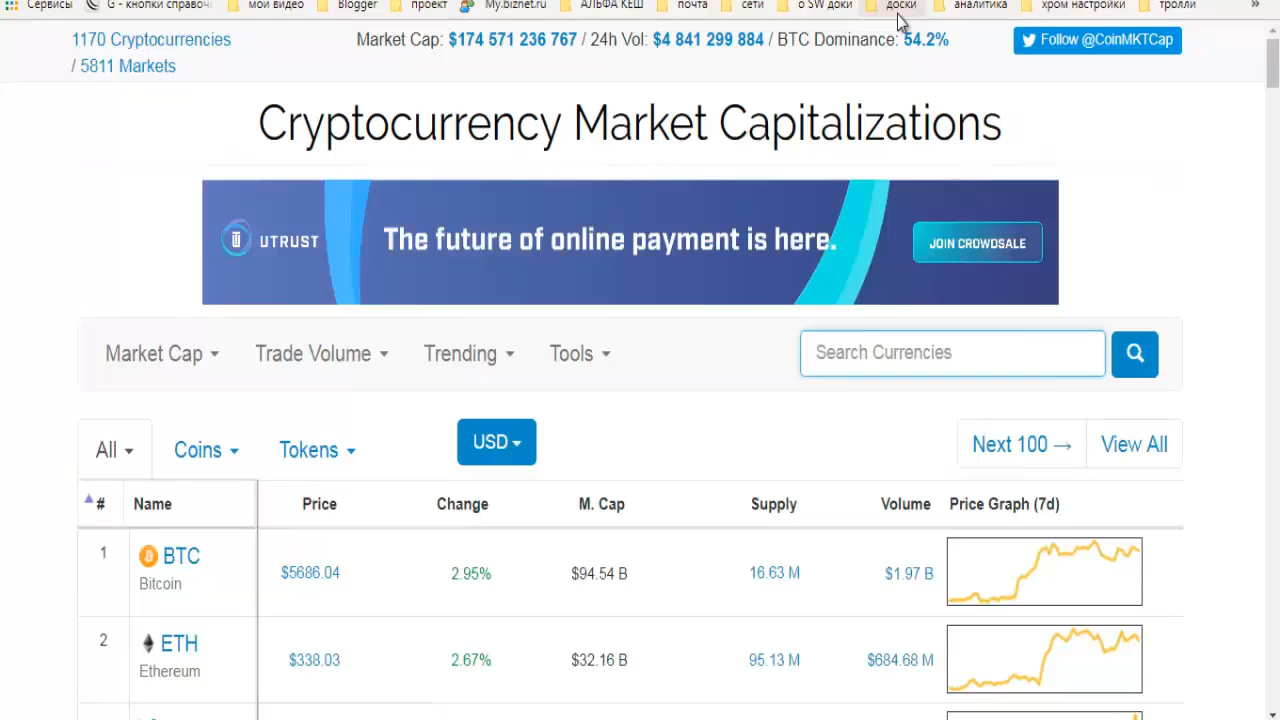 Сервисы G - кнопки справоч мои видео Blogger проект My.biznet.ru АЛЬФА КЕШ почта сети о SW доки доски аналитика хром настройки тролли »
1170 Cryptocurrencies Market Cap: $174 571 236 767 / 24h Vol: $4 841 299 884 / BTC Dominance: 54.2% Follow @CoinMKTCap
/ 5811 Markets
Cryptocurrency Market Capitalizations
UTRUST The future of online payment is here. JOIN CROWDSALE
Market Cap Trade Volume Trending Tools Search Currencies
All Coins Tokens USD Next 100 → View All
# Name Price Change M. Cap Supply Volume Price Graph (7d)
1 BTC $5686.04 2.95% $94.54 B 16.63 M $1.97 B
Bitcoin
2 ETH $338.03 2.67% $32.16 B 95.13 M $684.68 M
Ethereum